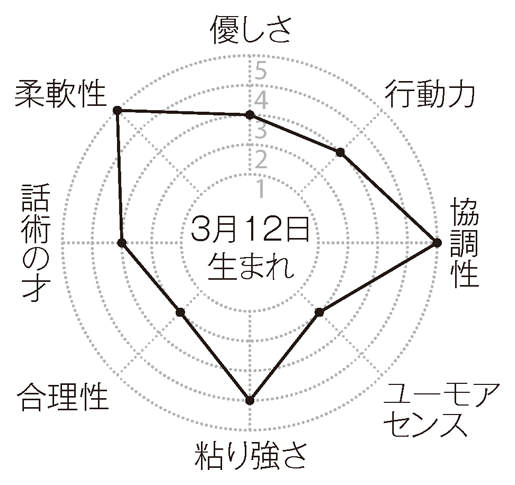 優しさ
行動力
協調性
ユーモア
センス
粘り強さ
合理性
話術の才
柔軟性
5
4
3
2
1
3月12日
生まれ